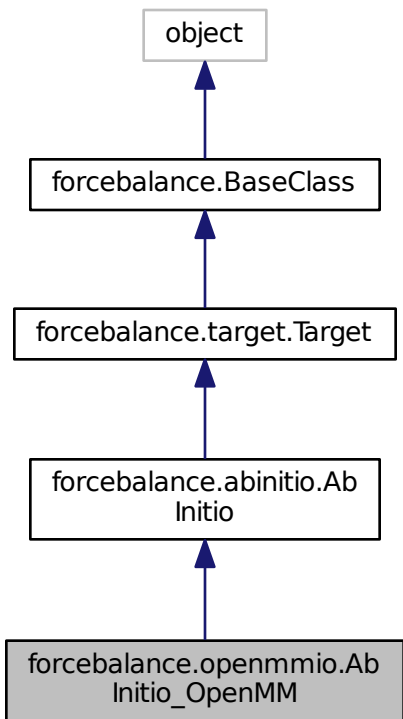 object
forcebalance.BaseClass
forcebalance.target.Target
forcebalance.abinitio.Ab
Initio
forcebalance.openmmio.Ab
Initio_OpenMM